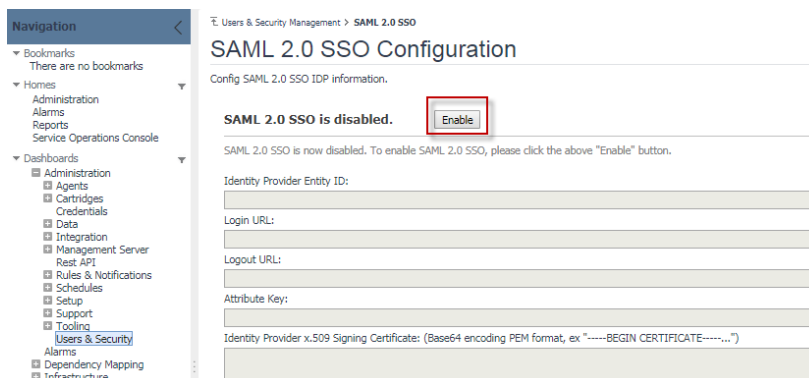 Navigation
Bookmarks
There are no bookmarks
Homes
Administration
Alarms
Reports
Service Operations Console
Dashboards
Administration
Agents
Cartridges
Credentials
Data
Integration
Management Server
Rest API
Rules & Notifications
Schedules
Setup
Support
Tooling
Users & Security
Alarms
Dependency Mapping
Infrastructure
Users & Security Management > SAML 2.0 SSO
SAML 2.0 SSO Configuration
Config SAML 2.0 SSO IDP information.
SAML 2.0 SSO is disabled. Enable
SAML 2.0 SSO is now disabled. To enable SAML 2.0 SSO, please click the above "Enable" button.
Identity Provider Entity ID:
Login URL:
Logout URL:
Attribute Key:
Identity Provider x.509 Signing Certificate: (Base64 encoding PEM format, ex "-----BEGIN CERTIFICATE-----...")